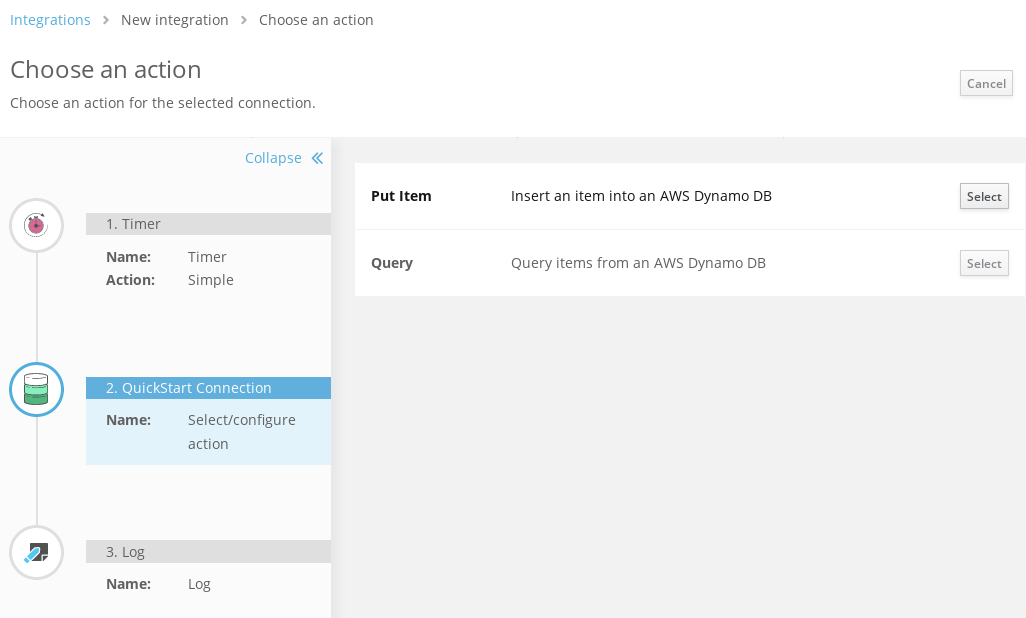 Integrations > New integration > Choose an action
Choose an action
Cancel
Choose an action for the selected connection.
Collapse
1. Timer
Name: Timer
Action: Simple
2. QuickStart Connection
Name: Select/configure
action
3. Log
Name: Log
Put Item Insert an item into an AWS Dynamo DB Select
Query Query items from an AWS Dynamo DB Select